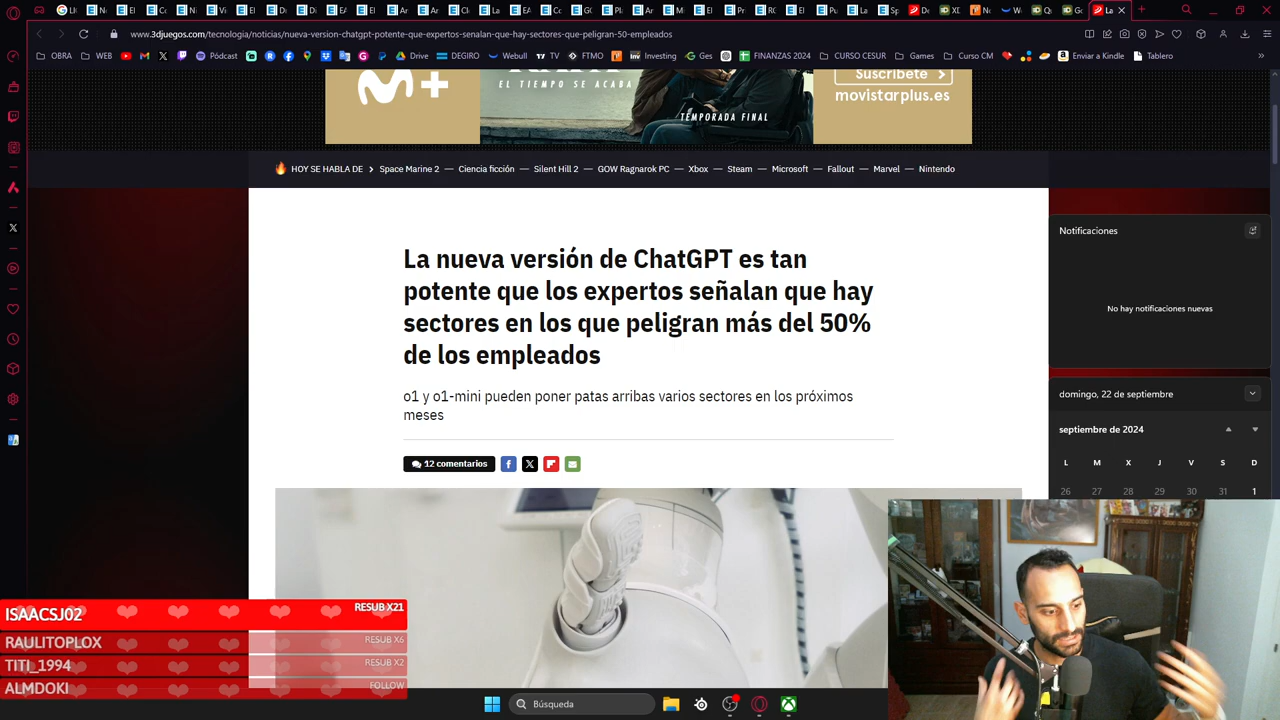 www.3djuegos.com/tecnologia/noticias/nueva-version-chatgpt-potente-que-expertos-senalan-que-hay-sectores-que-peligran-50-empleados
OBRA WEB Pódcast Drive DEGIRO Webull TV FTMO Investing Ges FINANZAS 2024 CURSO CESUR Games Curso CM Enviar a Kindle Tablero
M+
EL TIEMPO SE ACABA
TEMPORADA FINAL
Suscríbete >
movistarplus.es
HOY SE HABLA DE > Space Marine 2 — Ciencia ficción — Silent Hill 2 — GOW Ragnarok PC — Xbox — Steam — Microsoft — Fallout — Marvel — Nintendo
La nueva versión de ChatGPT es tan
potente que los expertos señalan que hay
sectores en los que peligran más del 50%
de los empleados
o1 y o1-mini pueden poner patas arribas varios sectores en los próximos
meses
12 comentarios
Notificaciones
No hay notificaciones nuevas
domingo, 22 de septiembre
septiembre de 2024
L M X J V S D
26 27 28 29 30 31 1
ISAACSJ02 RESUB X21
RAULITOPLOX RESUB X6
TITI_1994 RESUB X2
ALMDOKI FOLLOW
Búsqueda